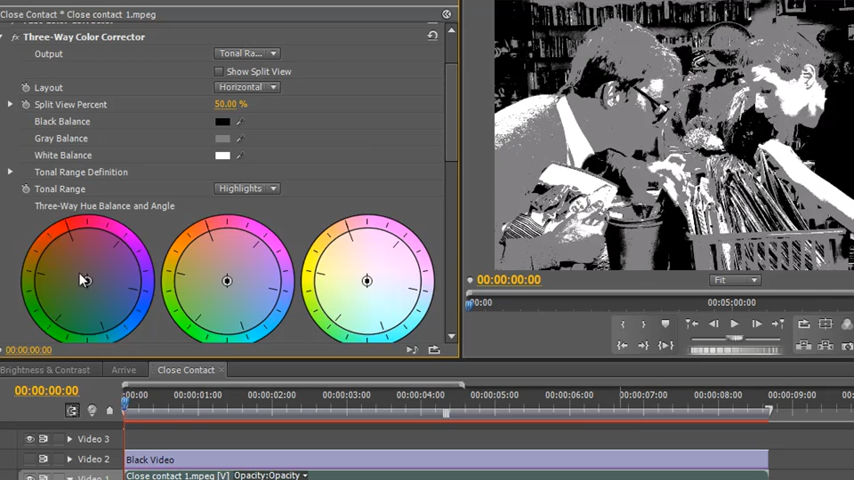 Close Contact * Close contact 1.mpeg
Three-Way Color Corrector
Output Tonal Ra...
Show Split View
Layout Horizontal
Split View Percent 50.00 %
Black Balance
Gray Balance
White Balance
Tonal Range Definition
Tonal Range Highlights
Three-Way Hue Balance and Angle
00:00:00:00
00:00:00:00 Fit
00:00 00:05:00:00
Brightness & Contrast Arrive Close Contact
00:00:00:00
00:00 00:00:01:00 00:00:02:00 00:00:03:00 00:00:04:00 00:00:05:00 00:00:06:00 00:00:07:00 00:00:08:00 00:00:09:00
Video 3
Video 2 Black Video
Video 1 Close contact 1.mpeg [V] Opacity:Opacity